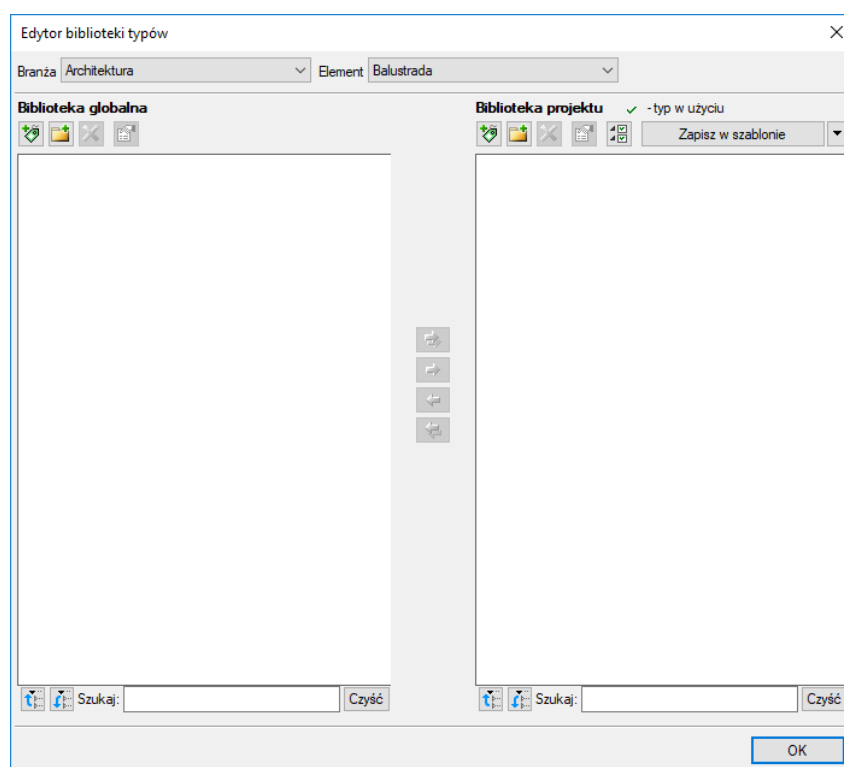 Edytor biblioteki typów
Branża Architektura Element Balustrada
Biblioteka globalna
Biblioteka projektu - typ w użyciu
Zapisz w szablonie
Szukaj: Czyść
Szukaj: Czyść
OK